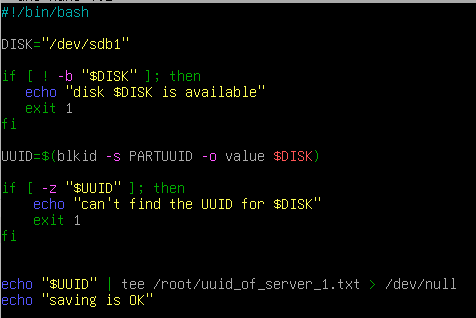 #!/bin/bash
DISK="/dev/sdb1"
if [ ! -b "$DISK" ]; then
echo "disk $DISK is available"
exit 1
fi
UUID=$(blkid -s PARTUUID -o value $DISK)
if [ -z "$UUID" ]; then
echo "can't find the UUID for $DISK"
exit 1
fi
echo "$UUID" | tee /root/uuid_of_server_1.txt > /dev/null
echo "saving is OK"